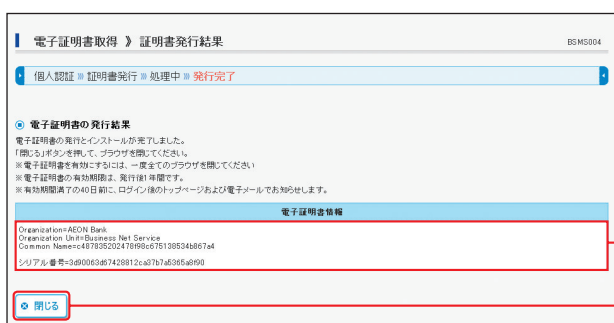 電子証明書取得 》 証明書発行結果
BSMS004
個人認証 » 証明書発行 » 処理中 » 発行完了
電子証明書の発行結果
電子証明書の発行とインストールが完了しました。
「閉じる」ボタンを押して、ブラウザを閉じてください。
※電子証明書を有効にするには、一度全てのブラウザを閉じてください
※電子証明書の有効期限は、発行後1年間です。
※有効期間満了の40日前に、ログイン後のトップページおよび電子メールでお知らせします。
電子証明書情報
Organization=AEON Bank
Organization Unit=Business Net Service
Common Name=c487835202478f98c675138534b867a4
シリアル番号=3d90063d67428812ca37b7a5365a8f90
閉じる